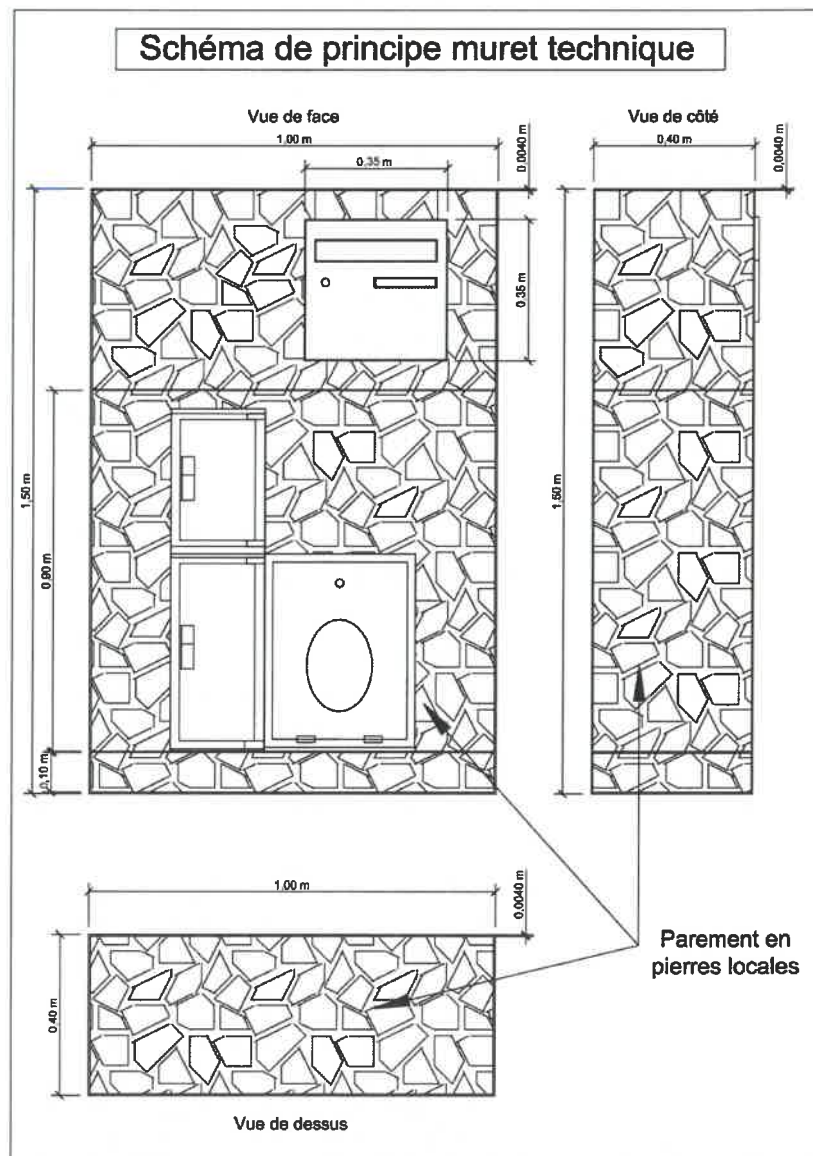 Schéma de principe muret technique
Vue de face
1,00 m
0,0040 m
0,35 m
0,35 m
1,50 m
0,90 m
0,10 m
Vue de côté
0,40 m
0,0040 m
1,50 m
1,00 m
0,0040 m
0,40 m
Parement en
pierres locales
Vue de dessus